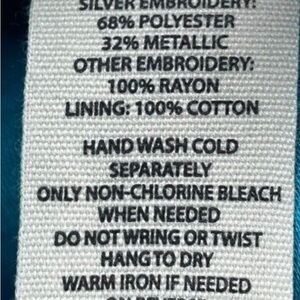 SILVER EMBROIDERY:
68% POLYESTER
32% METALLIC
OTHER EMBROIDERY:
100% RAYON
LINING: 100% COTTON
HAND WASH COLD
SEPARATELY
ONLY NON-CHLORINE BLEACH
WHEN NEEDED
DO NOT WRING OR TWIST
HANG TO DRY
WARM IRON IF NEEDED